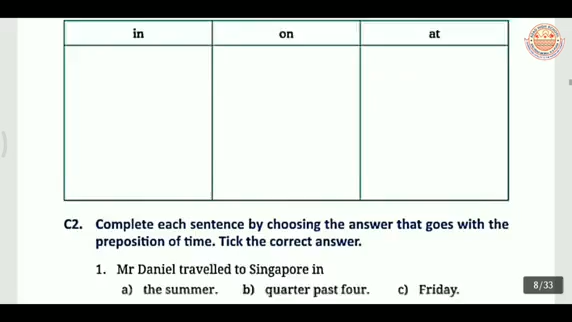 in on at
C2. Complete each sentence by choosing the answer that goes with the
preposition of time. Tick the correct answer.
1. Mr Daniel travelled to Singapore in
a) the summer. b) quarter past four. c) Friday.
8/33